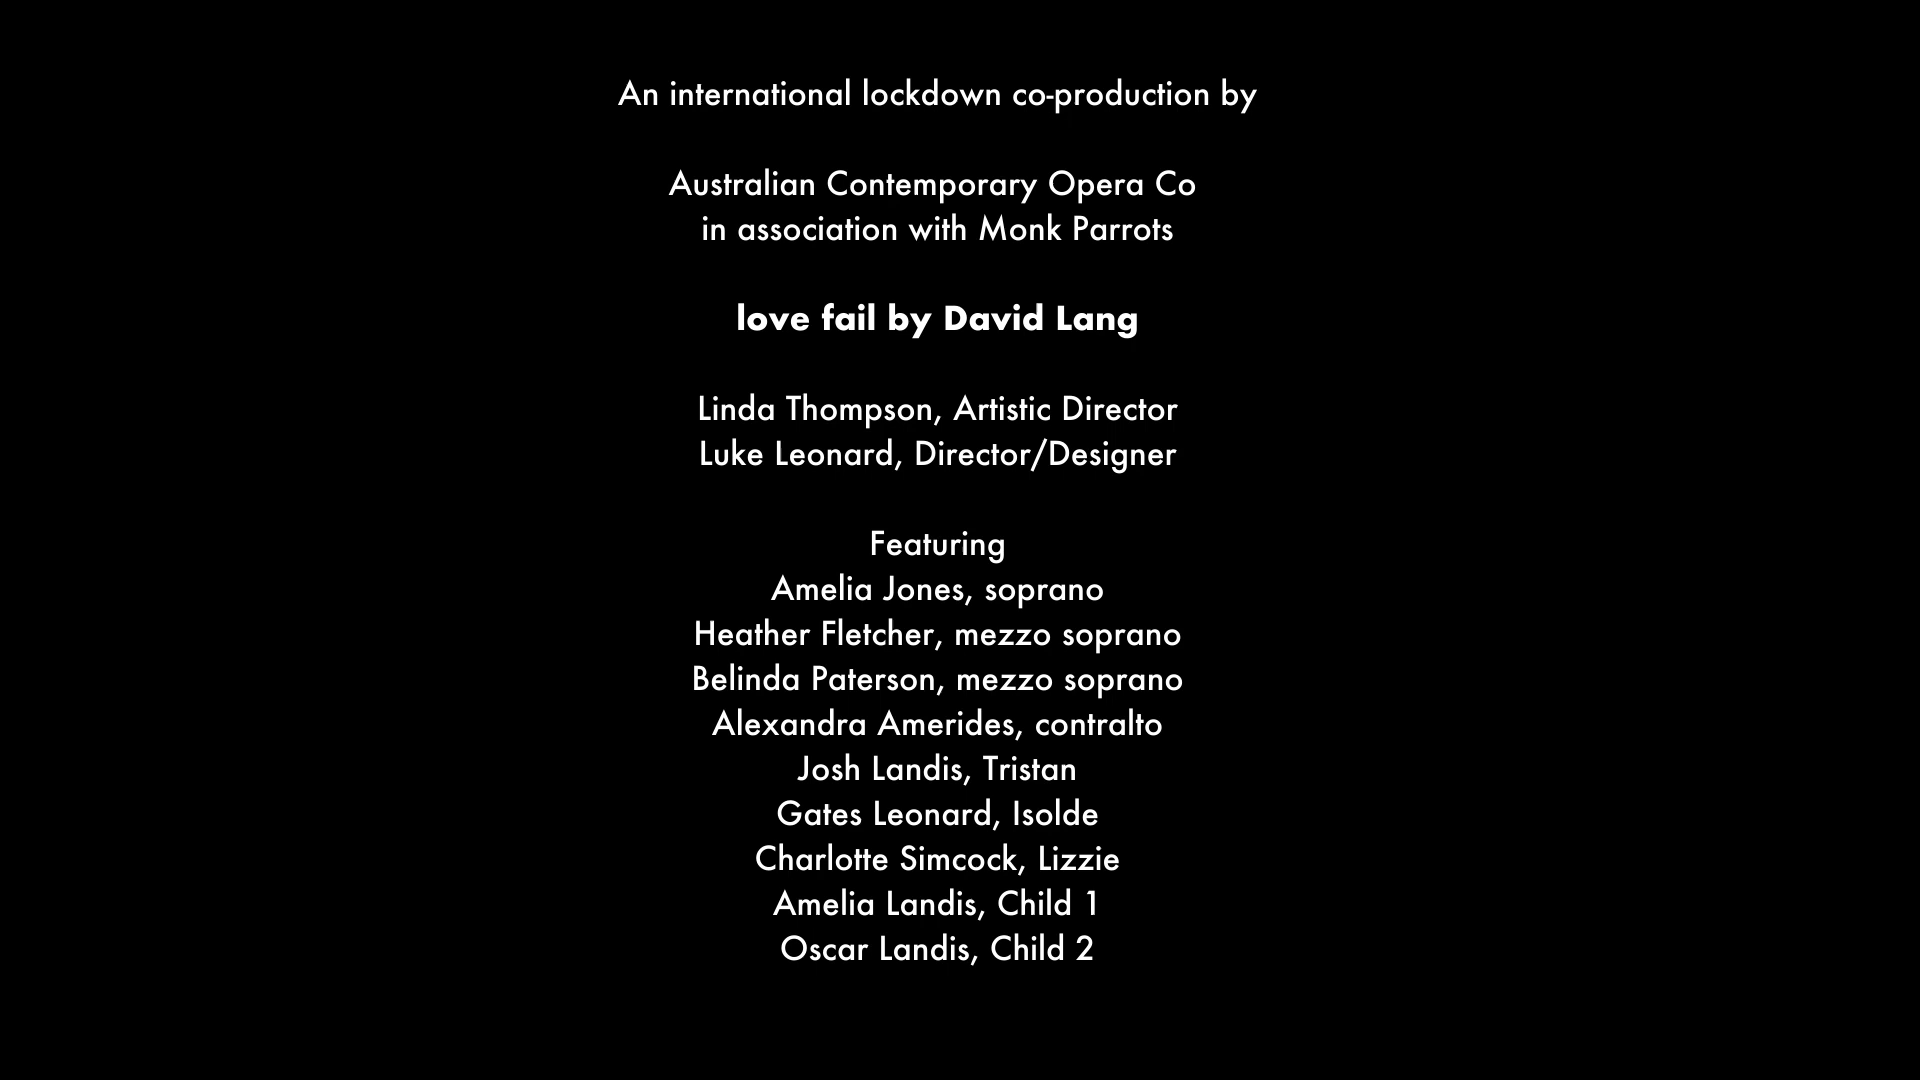 An international lockdown co-production by
Australian Contemporary Opera Co
in association with Monk Parrots
love fail by David Lang
Linda Thompson, Artistic Director
Luke Leonard, Director/Designer
Featuring
Amelia Jones, soprano
Heather Fletcher, mezzo soprano
Belinda Paterson, mezzo soprano
Alexandra Amerides, contralto
Josh Landis, Tristan
Gates Leonard, Isolde
Charlotte Simcock, Lizzie
Amelia Landis, Child 1
Oscar Landis, Child 2